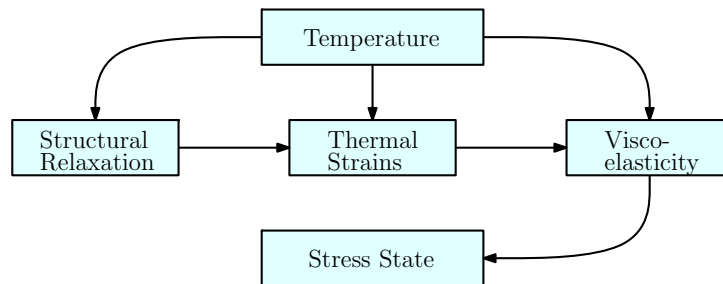 Temperature
Structural
Relaxation
Thermal
Strains
Visco-
elasticity
Stress State